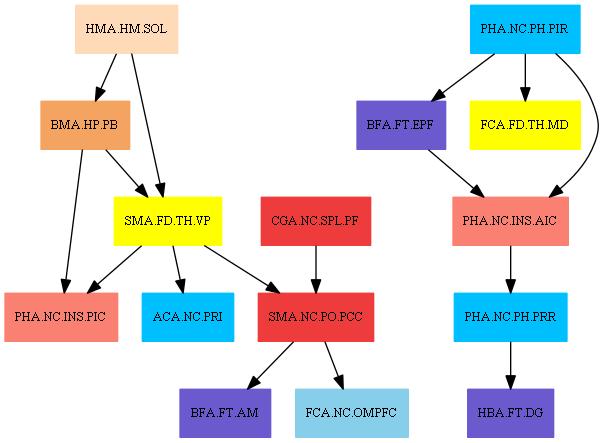 HMA.HM.SOL
PHA.NC.PH.PIR
BMA.HP.PB
BFA.FT.EPF
FCA.FD.TH.MD
SMA.FD.TH.VP
CGA.NC.SPL.PF
PHA.NC.INS.AIC
PHA.NC.INS.PIC
ACA.NC.PRI
SMA.NC.PO.PCC
PHA.NC.PH.PRR
BFA.FT.AM
FCA.NC.OMPFC
HBA.FT.DG